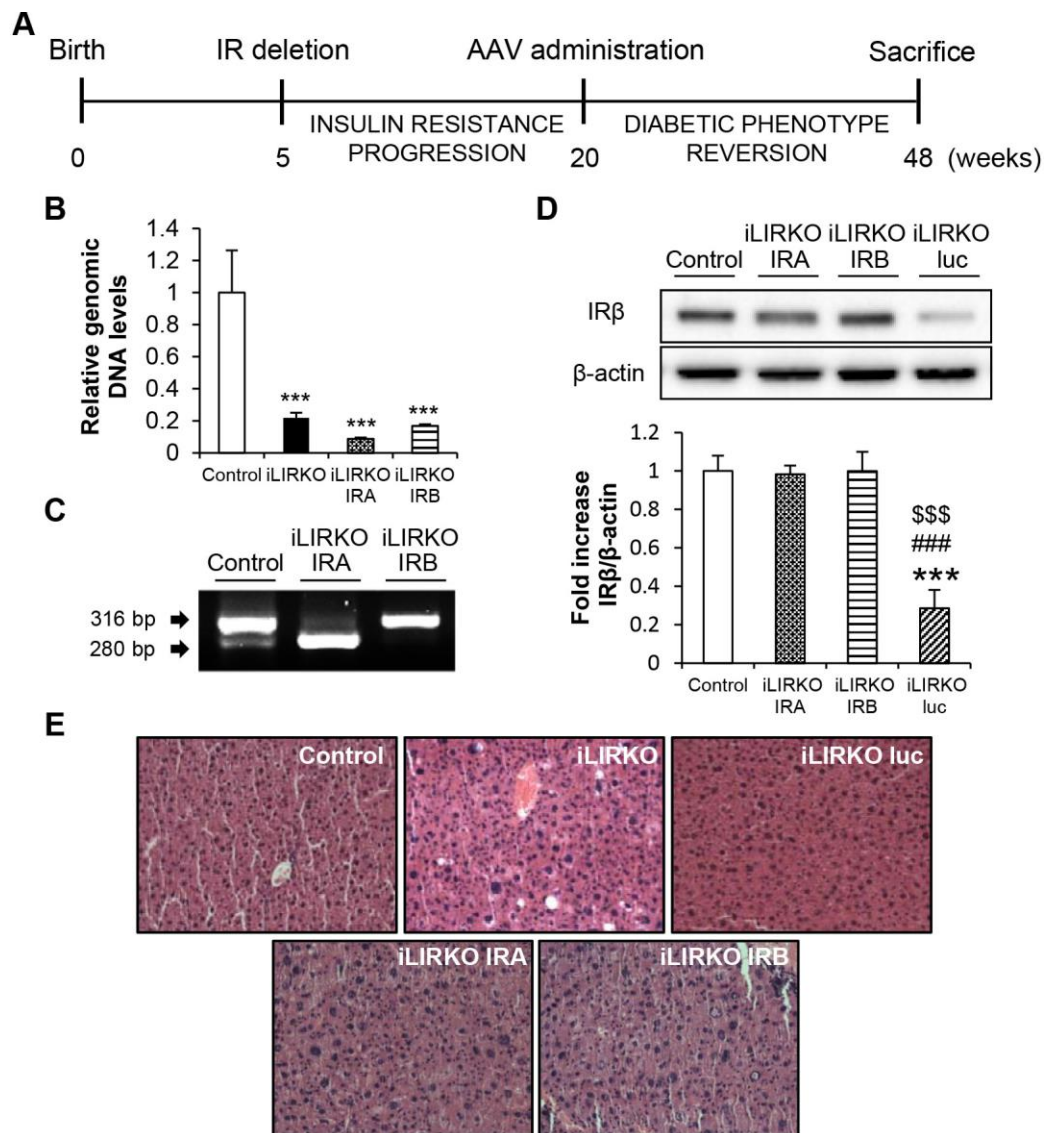 A
Birth IR deletion AAV administration Sacrifice
INSULIN RESISTANCE PROGRESSION DIABETIC PHENOTYPE REVERSION
0 5 20 48 (weeks)
B
Relative genomic
DNA levels
1.4
1.2
1
0.8
0.6
0.4
0.2
0
***
***
***
Control iLIRKO iLIRKO IRA iLIRKO IRB
C
Control iLIRKO IRA iLIRKO IRB
316 bp
280 bp
D
Control iLIRKO IRA iLIRKO IRB iLIRKO luc
IRβ
β-actin
Fold increase
IRβ/β-actin
1.2
1
0.8
0.6
0.4
0.2
0
$$$
###
***
Control iLIRKO IRA iLIRKO IRB iLIRKO luc
E
Control iLIRKO iLIRKO luc
iLIRKO IRA iLIRKO IRB